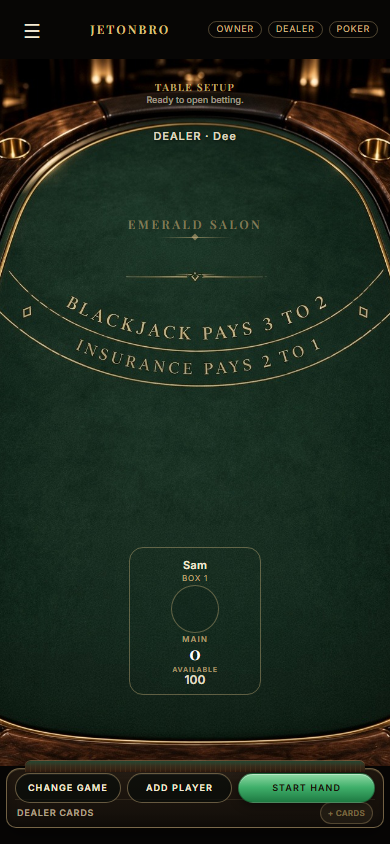 ☰ JETONBRO OWNER DEALER POKER
TABLE SETUP
Ready to open betting.
DEALER · Dee
EMERALD SALON
BLACKJACK PAYS 3 TO 2
INSURANCE PAYS 2 TO 1
Sam
BOX 1
MAIN
0
AVAILABLE
100
CHANGE GAME ADD PLAYER START HAND
DEALER CARDS + CARDS